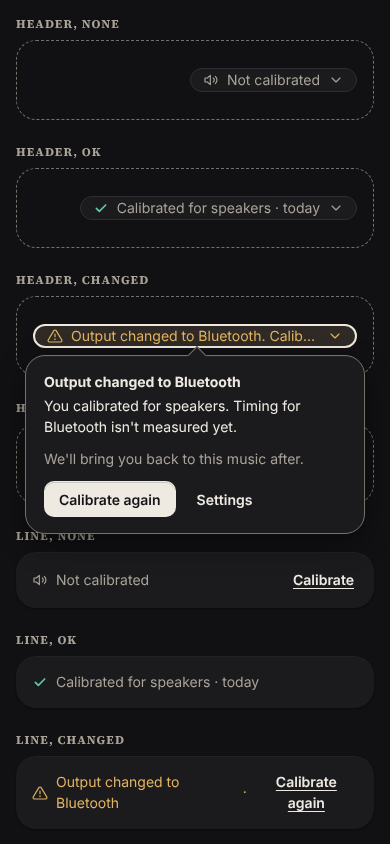 HEADER, NONE
Not calibrated
HEADER, OK
Calibrated for speakers · today
HEADER, CHANGED
Output changed to Bluetooth. Calib...
Output changed to Bluetooth
You calibrated for speakers. Timing for
Bluetooth isn't measured yet.
We'll bring you back to this music after.
Calibrate again
Settings
LINE, NONE
Not calibrated
Calibrate
LINE, OK
Calibrated for speakers · today
LINE, CHANGED
Output changed to
Bluetooth
·
Calibrate
again